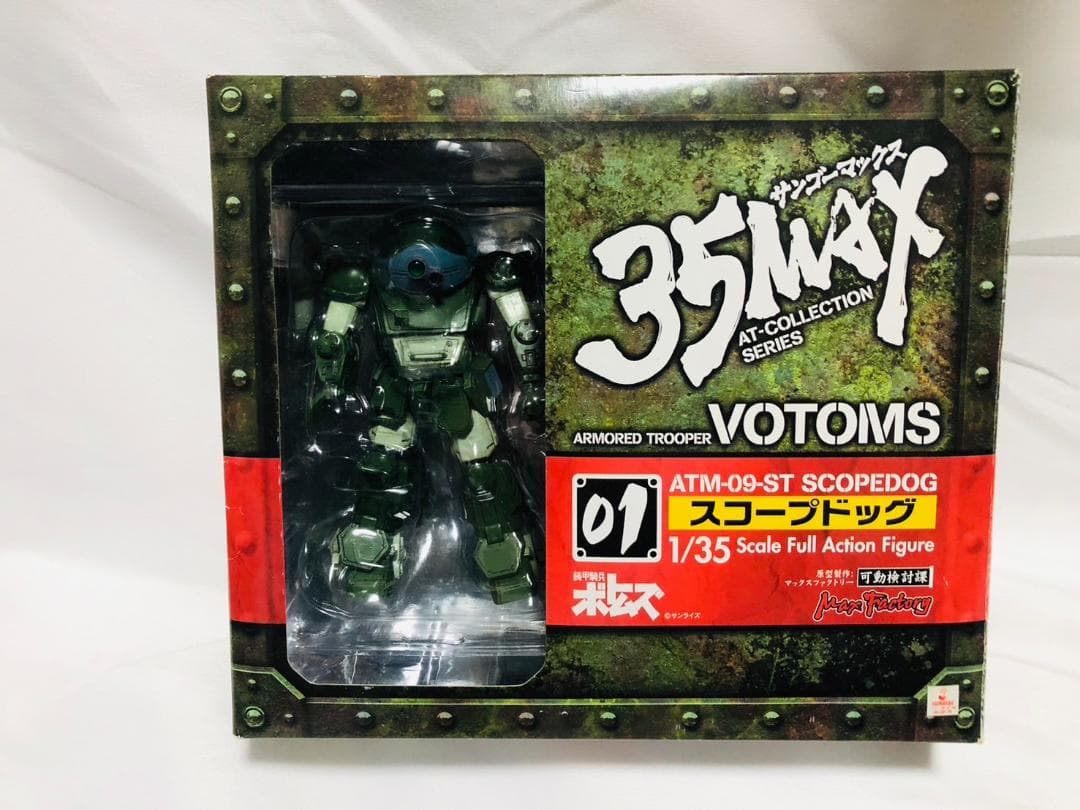 サンゴーマックス
35MAX
AT-COLLECTION
SERIES
ARMORED TROOPER VOTOMS
01
ATM-09-ST SCOPEDOG
スコープドッグ
1/35 Scale Full Action Figure
装甲騎兵
ボトムズ
©サンライズ
原型製作:
マックスファクトリー
可動検討課
Max Factory